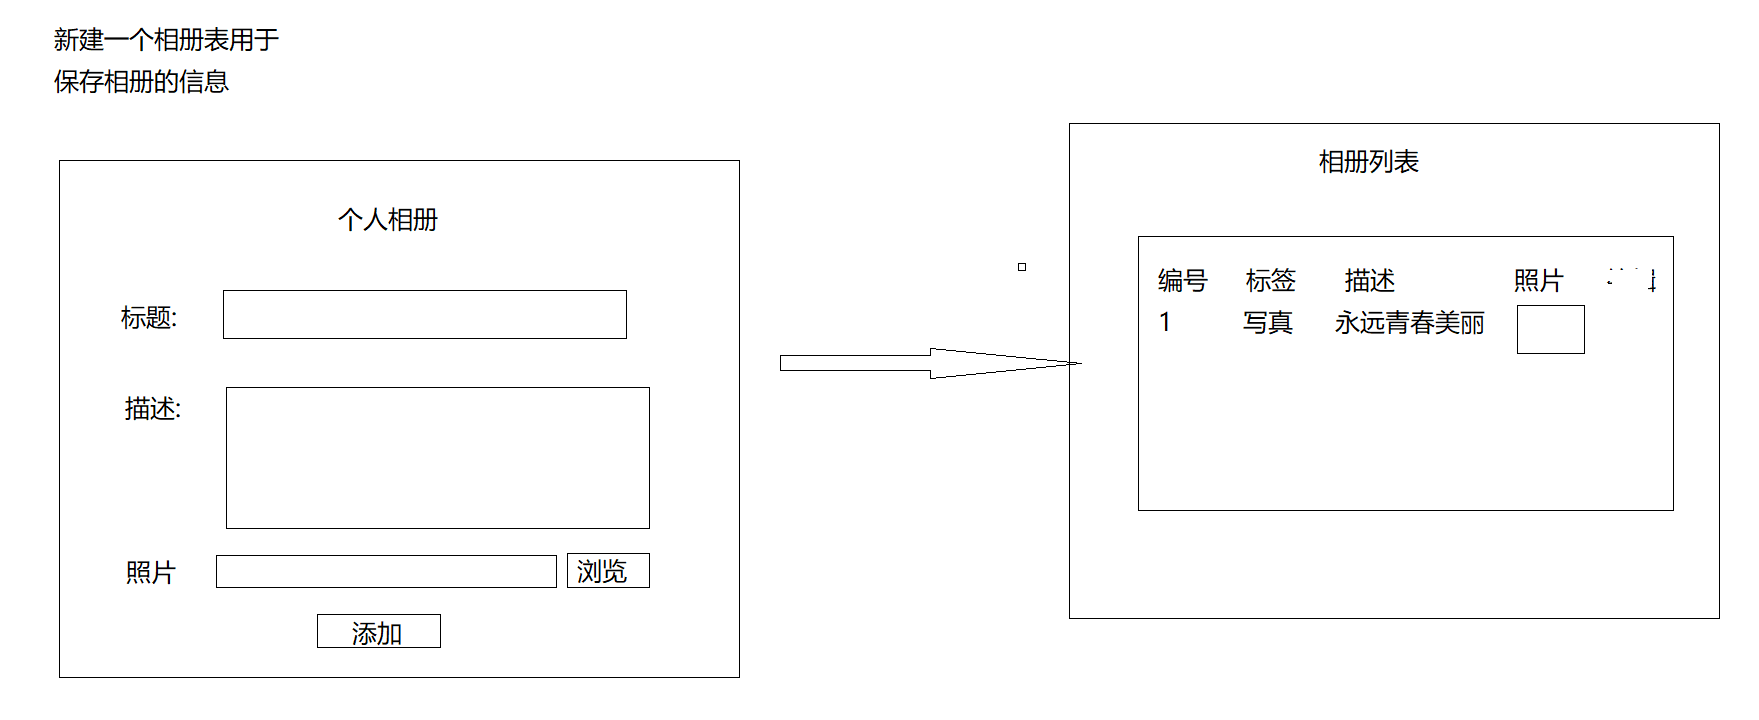 新建一个相册表用于
保存相册的信息
个人相册
标题:
描述:
照片
浏览
添加
相册列表
编号 标签 描述 照片
1 写真 永远青春美丽